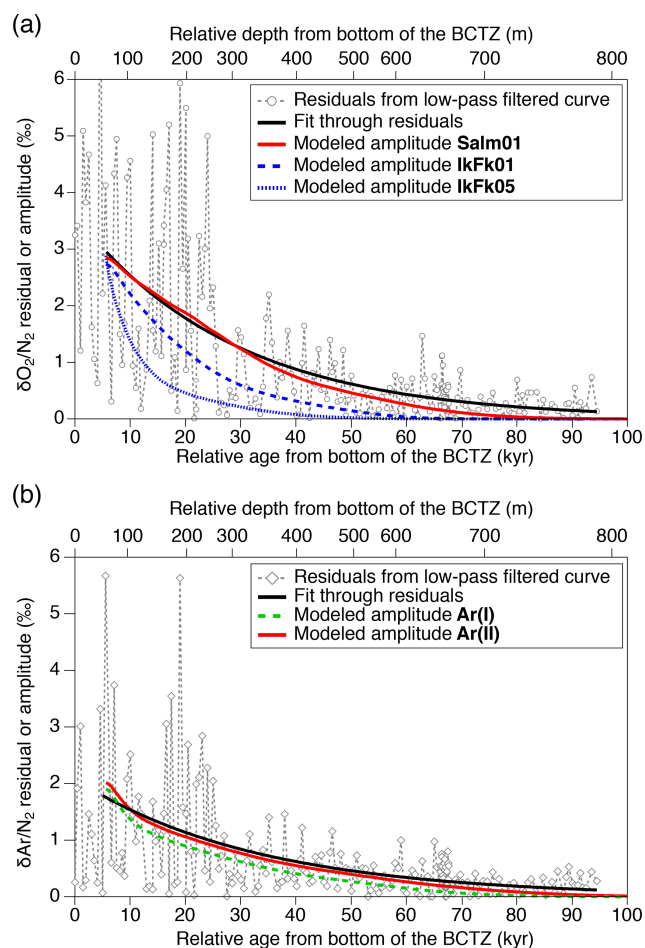 (a)
Relative depth from bottom of the BCTZ (m)
0 100 200 300 400 500 600 700 800
6
5
4
3
2
1
0
δO₂/N₂ residual or amplitude (‰)
Residuals from low-pass filtered curve
Fit through residuals
Modeled amplitude Salm01
Modeled amplitude IkFk01
Modeled amplitude IkFk05
0 10 20 30 40 50 60 70 80 90 100
Relative age from bottom of the BCTZ (kyr)
(b)
Relative depth from bottom of the BCTZ (m)
0 100 200 300 400 500 600 700 800
6
5
4
3
2
1
0
δAr/N₂ residual or amplitude (‰)
Residuals from low-pass filtered curve
Fit through residuals
Modeled amplitude Ar(I)
Modeled amplitude Ar(II)
0 10 20 30 40 50 60 70 80 90 100
Relative age from bottom of the BCTZ (kyr)